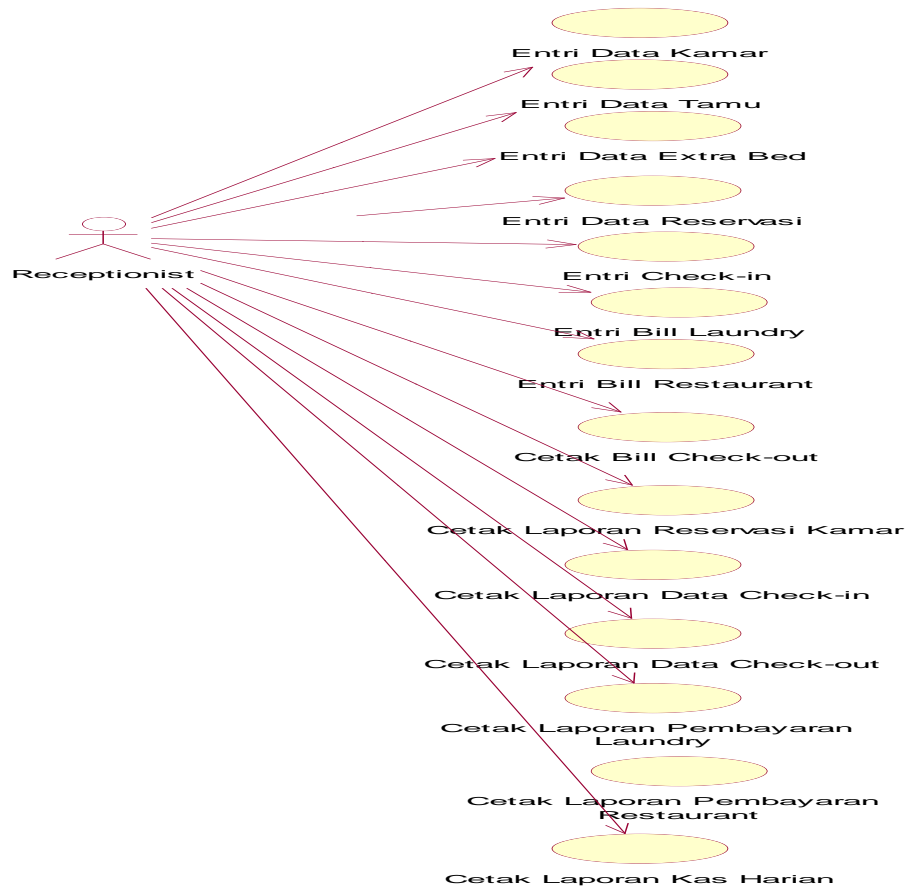 Entri Data Kamar
Entri Data Tamu
Entri Data Extra Bed
Entri Data Reservasi
Receptionist
Entri Check-in
Entri Bill Laundry
Entri Bill Restaurant
Cetak Bill Check-out
Cetak Laporan Reservasi Kamar
Cetak Laporan Data Check-in
Cetak Laporan Data Check-out
Cetak Laporan Pembayaran
Laundry
Cetak Laporan Pembayaran
Restaurant
Cetak Laporan Kas Harian